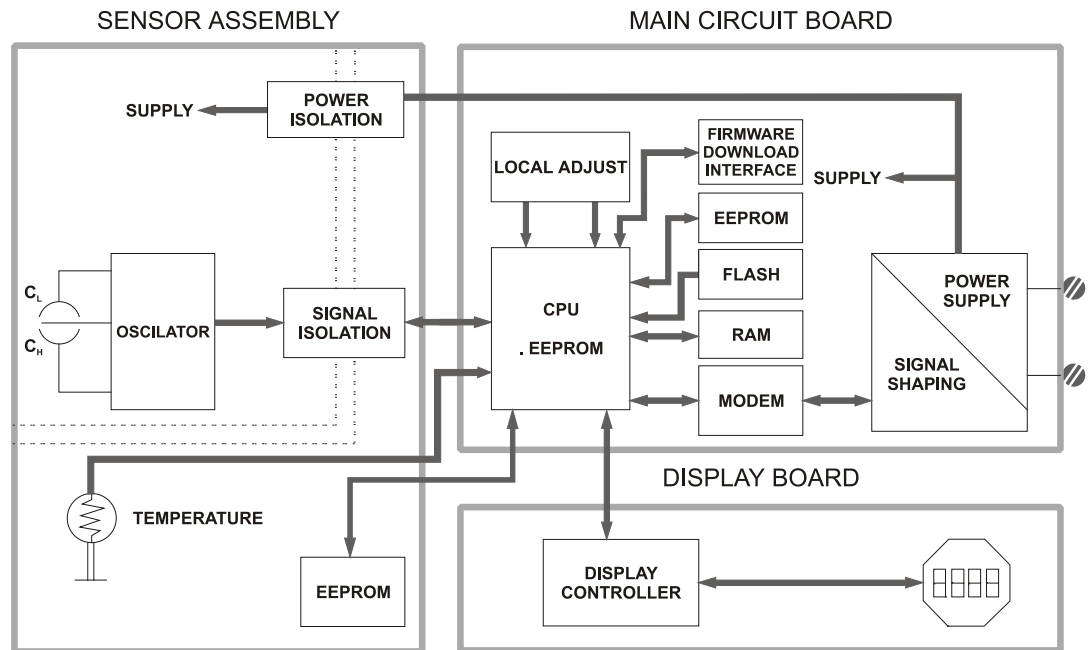 SENSOR ASSEMBLY
MAIN CIRCUIT BOARD
SUPPLY
POWER
ISOLATION
LOCAL ADJUST
FIRMWARE
DOWNLOAD
INTERFACE
SUPPLY
EEPROM
FLASH
CL
CH
OSCILATOR
SIGNAL
ISOLATION
CPU
. EEPROM
RAM
MODEM
POWER
SUPPLY
SIGNAL
SHAPING
DISPLAY BOARD
TEMPERATURE
EEPROM
DISPLAY
CONTROLLER